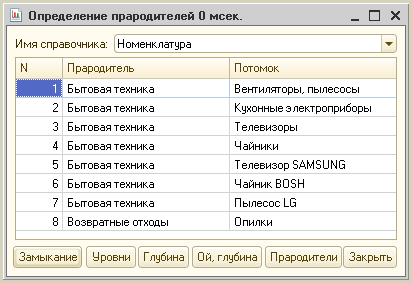 Определение прародителей 0 мсек.
Имя справочника: Номенклатура
N Прародитель Потомок
1 Бытовая техника Вентиляторы, пылесосы
2 Бытовая техника Кухонные электроприборы
3 Бытовая техника Телевизоры
4 Бытовая техника Чайники
5 Бытовая техника Телевизор SAMSUNG
6 Бытовая техника Чайник BOSH
7 Бытовая техника Пылесос LG
8 Возвратные отходы Опилки
Замыкание Уровни Глубина Ой, глубина Прародители Закрыть